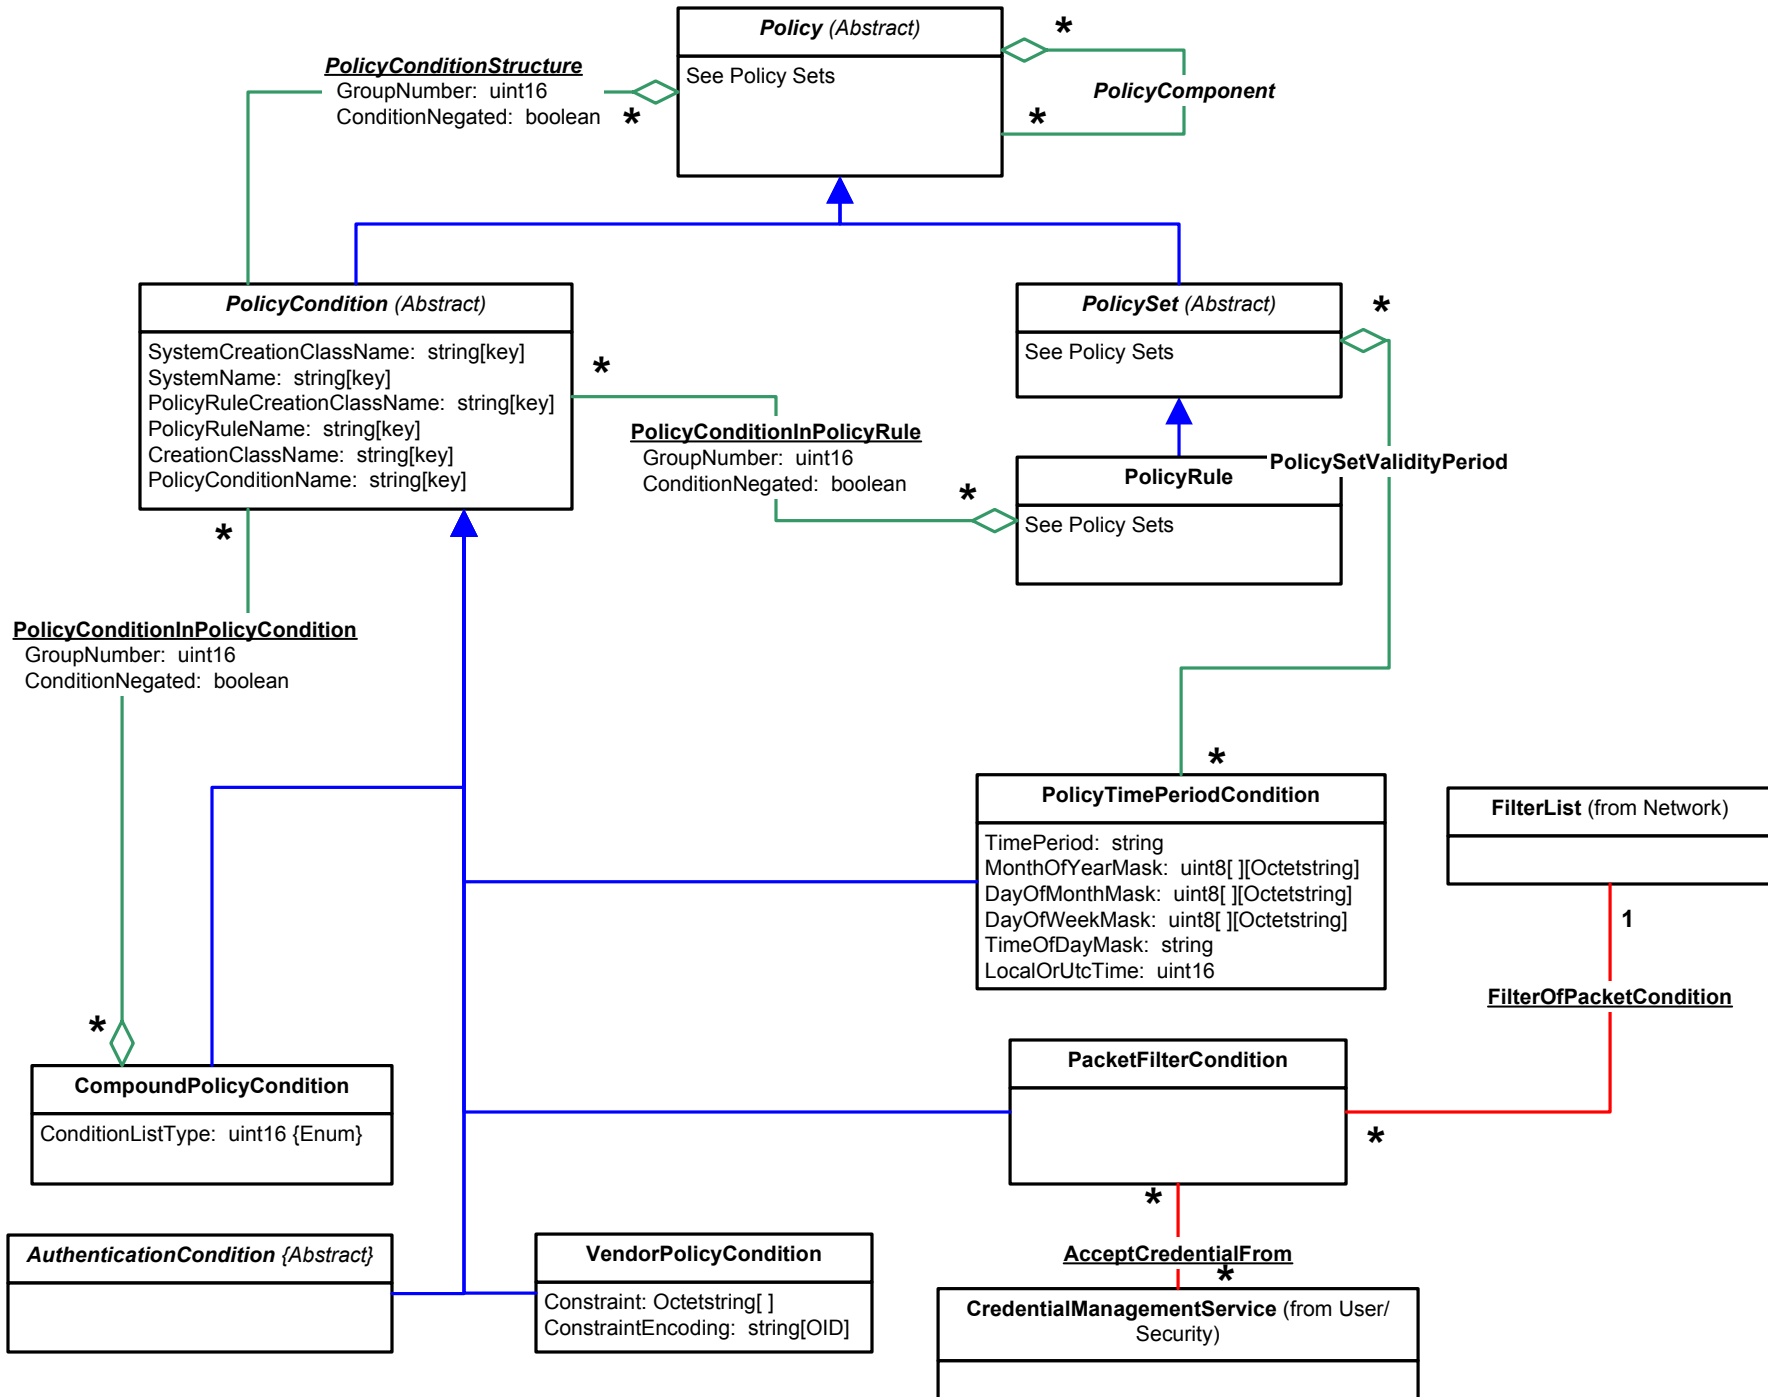 Policy (Abstract)
See Policy Sets
*
PolicyComponent
*
PolicyConditionStructure
GroupNumber: uint16
ConditionNegated: boolean
*
PolicyCondition (Abstract)
SystemCreationClassName: string[key]
SystemName: string[key]
PolicyRuleCreationClassName: string[key]
PolicyRuleName: string[key]
CreationClassName: string[key]
PolicyConditionName: string[key]
*
PolicyConditionInPolicyRule
GroupNumber: uint16
ConditionNegated: boolean
*
PolicySet (Abstract)
See Policy Sets
*
PolicySetValidityPeriod
PolicyRule
See Policy Sets
*
PolicyConditionInPolicyCondition
GroupNumber: uint16
ConditionNegated: boolean
*
*
PolicyTimePeriodCondition
TimePeriod: string
MonthOfYearMask: uint8[ ][Octetstring]
DayOfMonthMask: uint8[ ][Octetstring]
DayOfWeekMask: uint8[ ][Octetstring]
TimeOfDayMask: string
LocalOrUtcTime: uint16
FilterList (from Network)
1
FilterOfPacketCondition
*
PacketFilterCondition
CompoundPolicyCondition
ConditionListType: uint16 {Enum}
*
AcceptCredentialFrom
*
AuthenticationCondition {Abstract}
VendorPolicyCondition
Constraint: Octetstring[ ]
ConstraintEncoding: string[OID]
CredentialManagementService (from User/
Security)